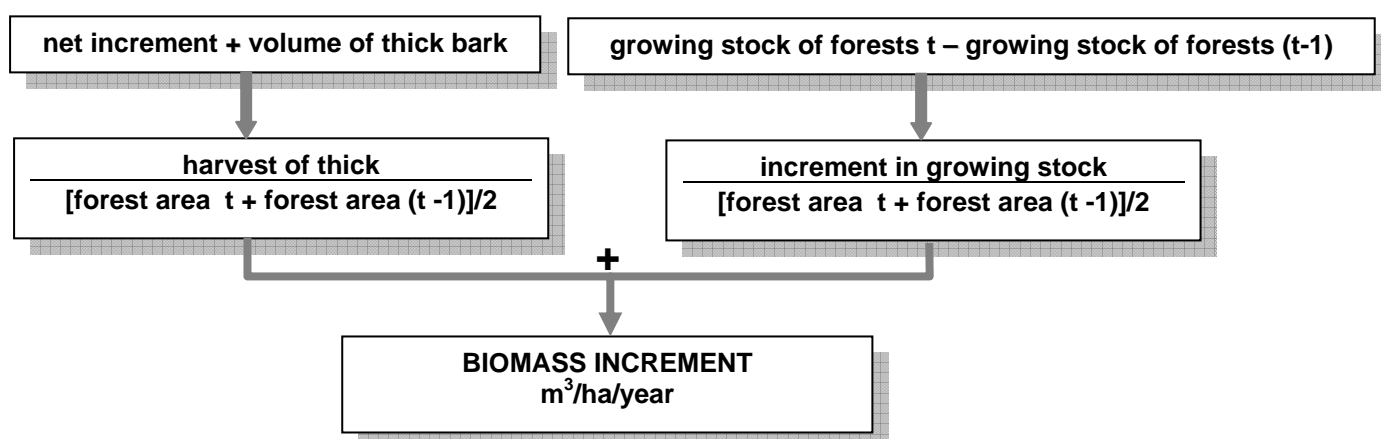 net increment + volume of thick bark
growing stock of forests t – growing stock of forests (t-1)
harvest of thick
[forest area t + forest area (t -1)]/2
increment in growing stock
[forest area t + forest area (t -1)]/2
+
BIOMASS INCREMENT
m³/ha/year